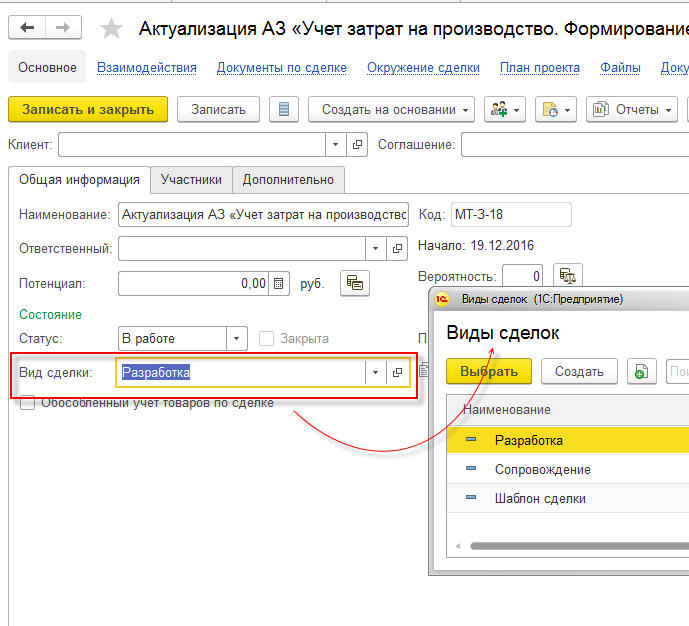 Актуализация АЗ «Учет затрат на производство. Формирование
Основное Взаимодействия Документы по сделке Окружение сделки План проекта Файлы Доку
Записать и закрыть Записать Создать на основании Отчеты
Клиент: Соглашение:
Общая информация Участники Дополнительно
Наименование: Актуализация АЗ «Учет затрат на производство Код: МТ-З-18
Ответственный: Начало: 19.12.2016
Потенциал: 0,00 руб. Вероятность: 0
Состояние
Статус: В работе Закрыта П
Вид сделки: Разработка
Обособленный учет товаров по сделке
Виды сделок (1С:Предприятие)
Виды сделок
Выбрать Создать Пои
Наименование
Разработка
Сопровождение
Шаблон сделки